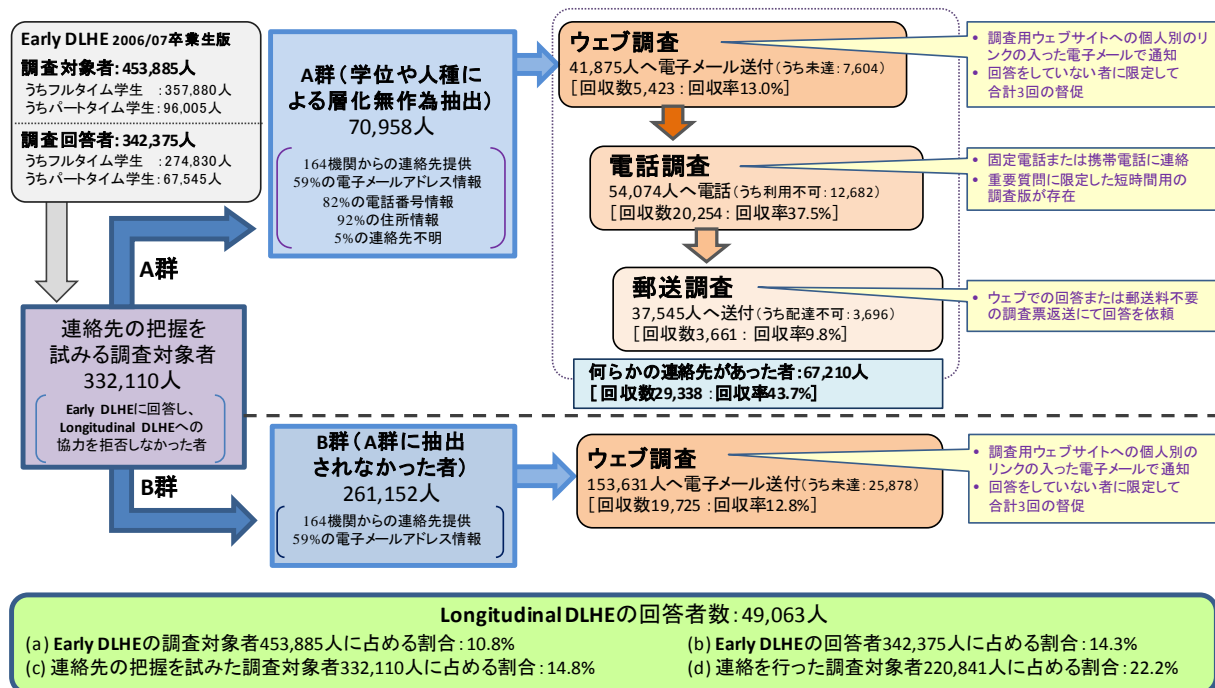 Early DLHE 2006/07卒業生版
調査対象者:453,885人
うちフルタイム学生 :357,880人
うちパートタイム学生:96,005人
調査回答者:342,375人
うちフルタイム学生 :274,830人
うちパートタイム学生:67,545人
A群
連絡先の把握を
試みる調査対象者
332,110人
Early DLHEに回答し、
Longitudinal DLHEへの
協力を拒否しなかった者
B群
A群(学位や人種に
よる層化無作為抽出)
70,958人
164機関からの連絡先提供
59%の電子メールアドレス情報
82%の電話番号情報
92%の住所情報
5%の連絡先不明
ウェブ調査
41,875人へ電子メール送付(うち未達:7,604)
[回収数5,423:回収率13.0%]
• 調査用ウェブサイトへの個人別のリ
ンクの入った電子メールで通知
• 回答をしていない者に限定して
合計3回の督促
電話調査
54,074人へ電話(うち利用不可:12,682)
[回収数20,254:回収率37.5%]
• 固定電話または携帯電話に連絡
• 重要質問に限定した短時間用の
調査版が存在
郵送調査
37,545人へ送付(うち配達不可:3,696)
[回収数3,661:回収率9.8%]
• ウェブでの回答または郵送料不要
の調査票返送にて回答を依頼
何らかの連絡先があった者:67,210人
[回収数29,338:回収率43.7%]
B群(A群に抽出
されなかった者)
261,152人
164機関からの連絡先提供
59%の電子メールアドレス情報
ウェブ調査
153,631人へ電子メール送付(うち未達:25,878)
[回収数19,725:回収率12.8%]
• 調査用ウェブサイトへの個人別の
リンクの入った電子メールで通知
• 回答をしていない者に限定して
合計3回の督促
Longitudinal DLHEの回答者数:49,063人
(a) Early DLHEの調査対象者453,885人に占める割合:10.8%
(b) Early DLHEの回答者342,375人に占める割合:14.3%
(c) 連絡先の把握を試みた調査対象者332,110人に占める割合:14.8%
(d) 連絡を行った調査対象者220,841人に占める割合:22.2%